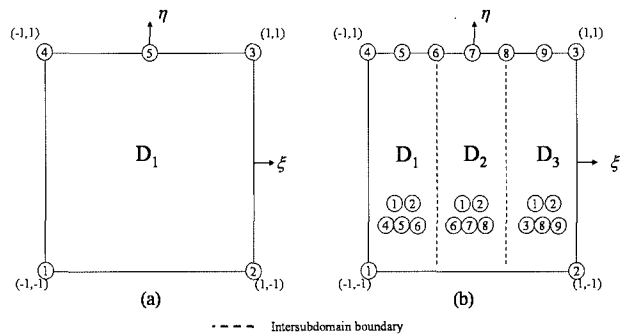 η
(-1,1)
(1,1)
4
5
3
D₁
ξ
1
2
(-1,-1)
(1,-1)
(a)
η
(-1,1)
(1,1)
4 5 6 7 8 9 3
D₁ D₂ D₃
ξ
1 2 1 2 1 2
4 5 6 6 7 8 3 8 9
1
2
(-1,-1)
(1,-1)
(b)
Intersubdomain boundary